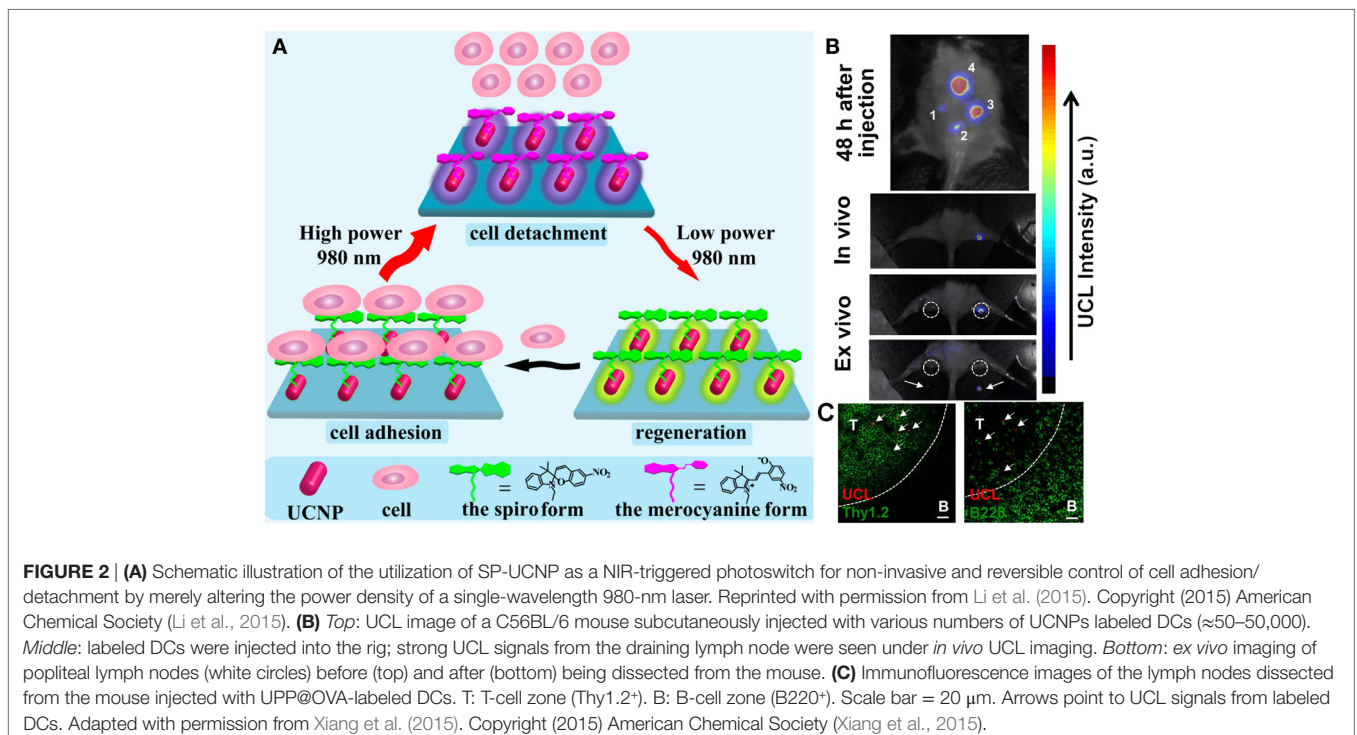 A
High power
980 nm
cell detachment
Low power
980 nm
cell adhesion
regeneration
UCNP
cell
=
NO₂
N
O
the spiro form
=
⁻O
N
+
NO₂
the merocyanine form
B
48 h after
injection
1
2
3
4
In vivo
Ex vivo
UCL Intensity (a.u.)
C
T
UCL
Thy1.2
B
T
UCL
B220
B
FIGURE 2 | (A) Schematic illustration of the utilization of SP-UCNP as a NIR-triggered photoswitch for non-invasive and reversible control of cell adhesion/
detachment by merely altering the power density of a single-wavelength 980-nm laser. Reprinted with permission from Li et al. (2015). Copyright (2015) American
Chemical Society (Li et al., 2015). (B) Top: UCL image of a C56BL/6 mouse subcutaneously injected with various numbers of UCNPs labeled DCs (≈50–50,000).
Middle: labeled DCs were injected into the rig; strong UCL signals from the draining lymph node were seen under in vivo UCL imaging. Bottom: ex vivo imaging of
popliteal lymph nodes (white circles) before (top) and after (bottom) being dissected from the mouse. (C) Immunofluorescence images of the lymph nodes dissected
from the mouse injected with UPP@OVA-labeled DCs. T: T-cell zone (Thy1.2⁺). B: B-cell zone (B220⁺). Scale bar = 20 μm. Arrows point to UCL signals from labeled
DCs. Adapted with permission from Xiang et al. (2015). Copyright (2015) American Chemical Society (Xiang et al., 2015).